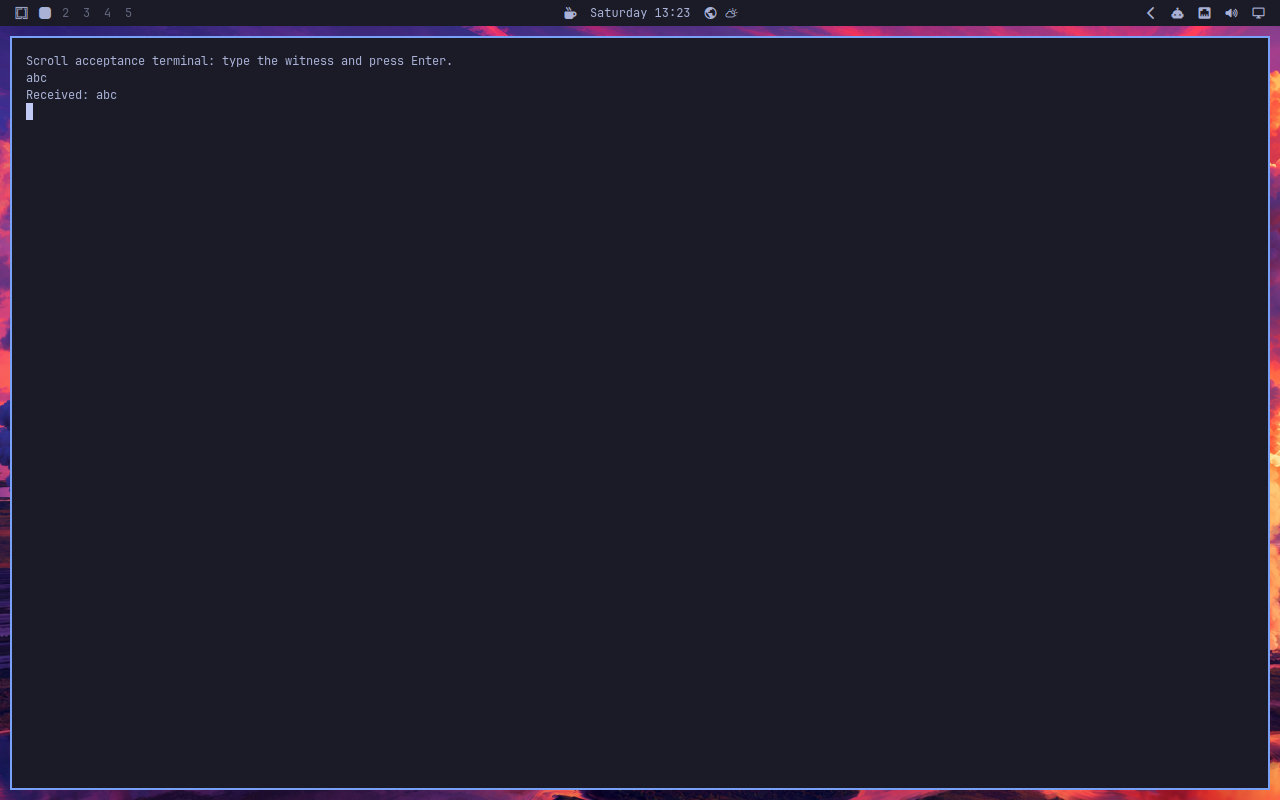 2 3 4 5
Saturday 13:23
Scroll acceptance terminal: type the witness and press Enter.
abc
Received: abc